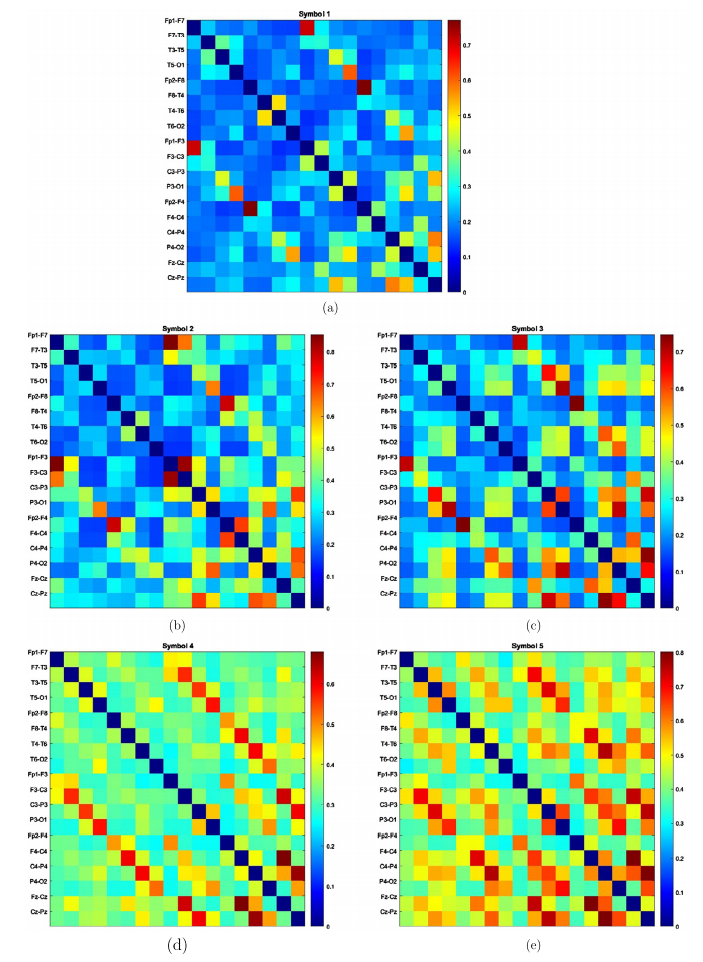 Symbol 1
Fp1-F7
F7-T3
T3-T5
T5-O1
Fp2-F8
F8-T4
T4-T6
T6-O2
Fp1-F3
F3-C3
C3-P3
P3-O1
Fp2-F4
F4-C4
C4-P4
P4-O2
Fz-Cz
Cz-Pz
0.7
0.6
0.5
0.4
0.3
0.2
0.1
0
(a)
Symbol 2
Fp1-F7
F7-T3
T3-T5
T5-O1
Fp2-F8
F8-T4
T4-T6
T6-O2
Fp1-F3
F3-C3
C3-P3
P3-O1
Fp2-F4
F4-C4
C4-P4
P4-O2
Fz-Cz
Cz-Pz
0.8
0.7
0.6
0.5
0.4
0.3
0.2
0.1
0
(b)
Symbol 3
Fp1-F7
F7-T3
T3-T5
T5-O1
Fp2-F8
F8-T4
T4-T6
T6-O2
Fp1-F3
F3-C3
C3-P3
P3-O1
Fp2-F4
F4-C4
C4-P4
P4-O2
Fz-Cz
Cz-Pz
0.7
0.6
0.5
0.4
0.3
0.2
0.1
0
(c)
Symbol 4
Fp1-F7
F7-T3
T3-T5
T5-O1
Fp2-F8
F8-T4
T4-T6
T6-O2
Fp1-F3
F3-C3
C3-P3
P3-O1
Fp2-F4
F4-C4
C4-P4
P4-O2
Fz-Cz
Cz-Pz
0.6
0.5
0.4
0.3
0.2
0.1
0
(d)
Symbol 5
Fp1-F7
F7-T3
T3-T5
T5-O1
Fp2-F8
F8-T4
T4-T6
T6-O2
Fp1-F3
F3-C3
C3-P3
P3-O1
Fp2-F4
F4-C4
C4-P4
P4-O2
Fz-Cz
Cz-Pz
0.8
0.7
0.6
0.5
0.4
0.3
0.2
0.1
0
(e)